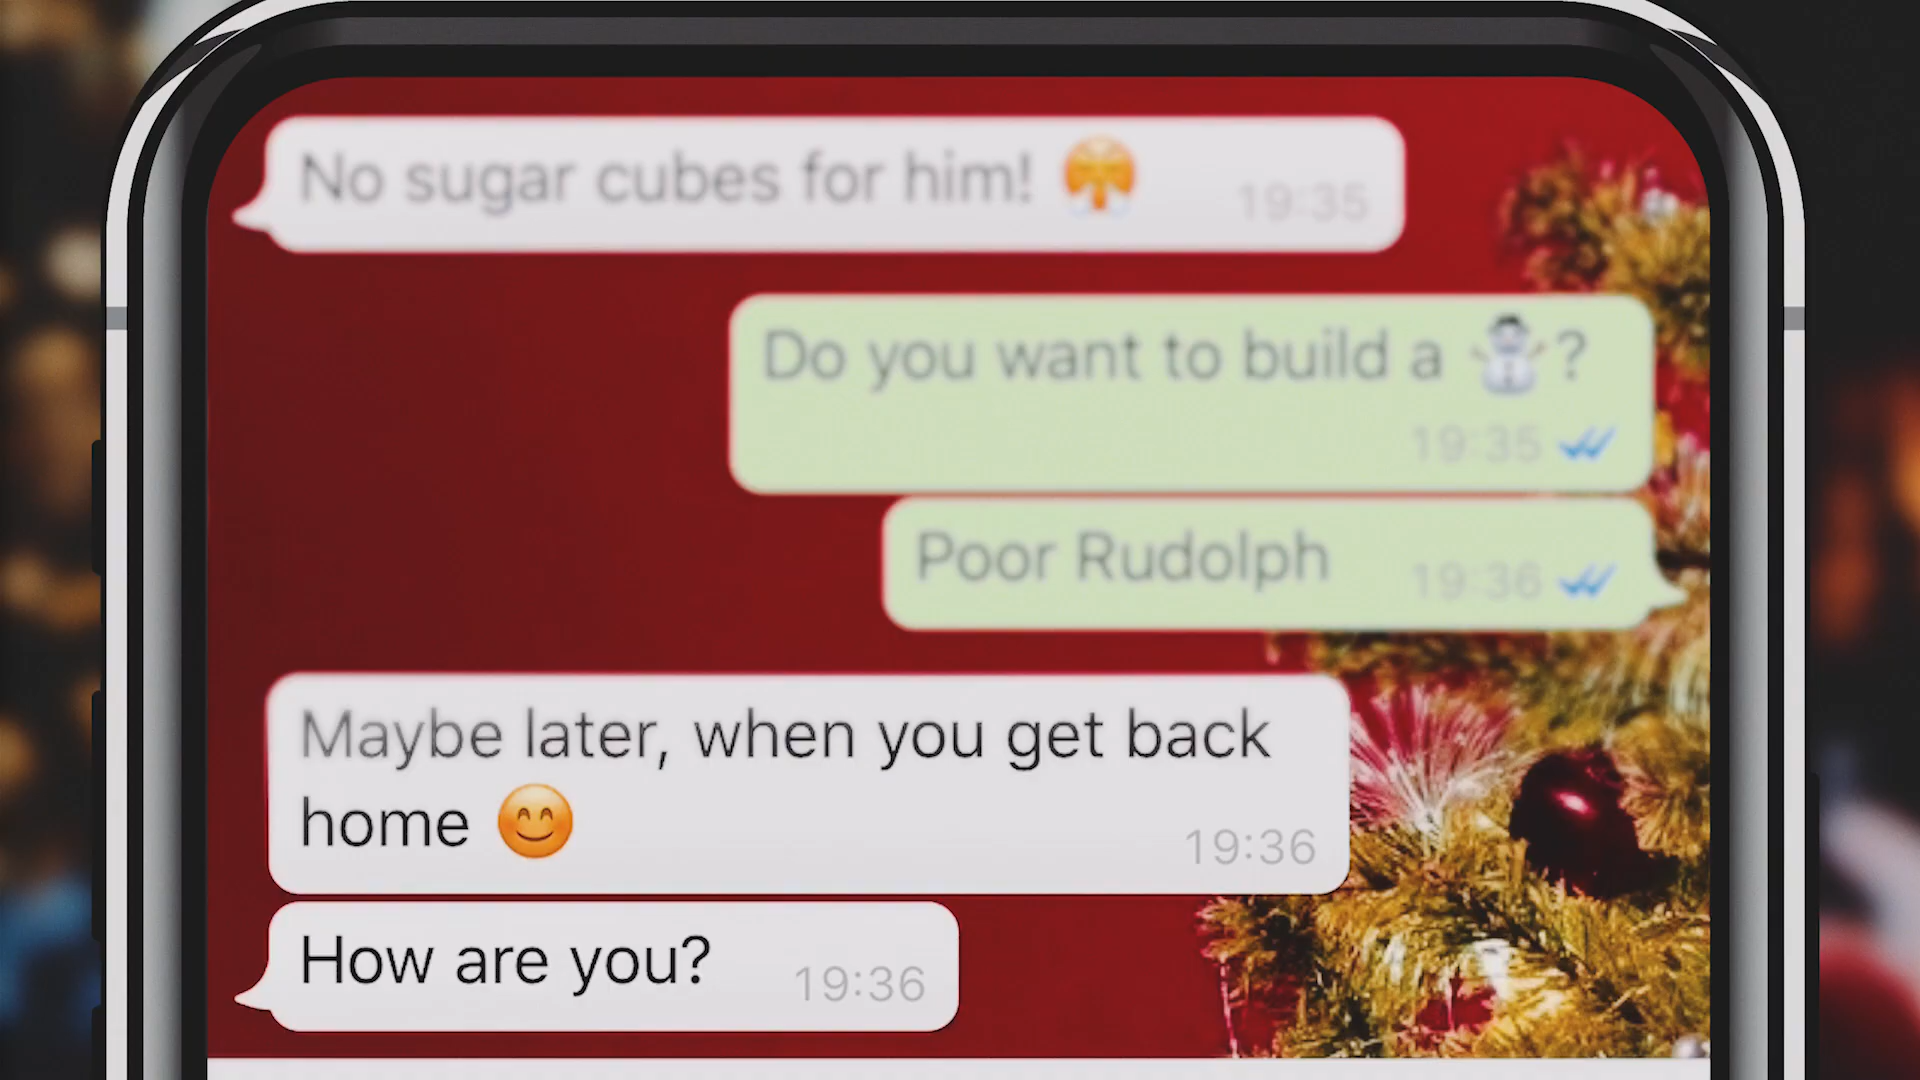 No sugar cubes for him!
19:35
Do you want to build a ⛄?
19:35
Poor Rudolph
19:36
Maybe later, when you get back
home 😊
19:36
How are you?
19:36